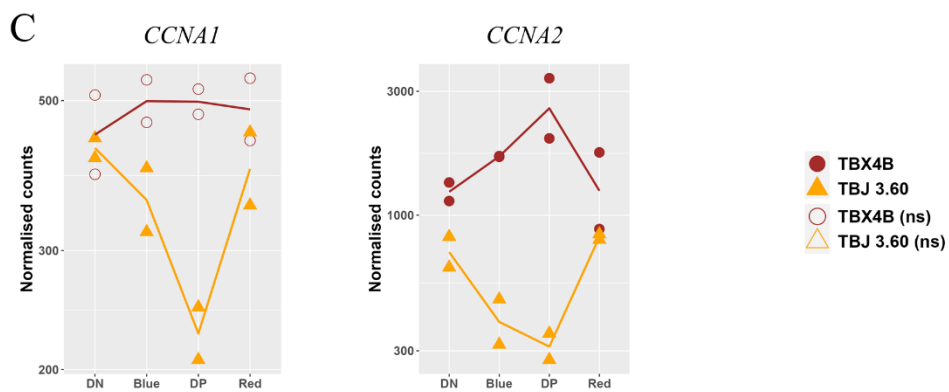 C
CCNA1
CCNA2
Normalised counts
500
300
200
DN Blue DP Red
Normalised counts
3000
1000
300
DN Blue DP Red
TBX4B
TBJ 3.60
TBX4B (ns)
TBJ 3.60 (ns)